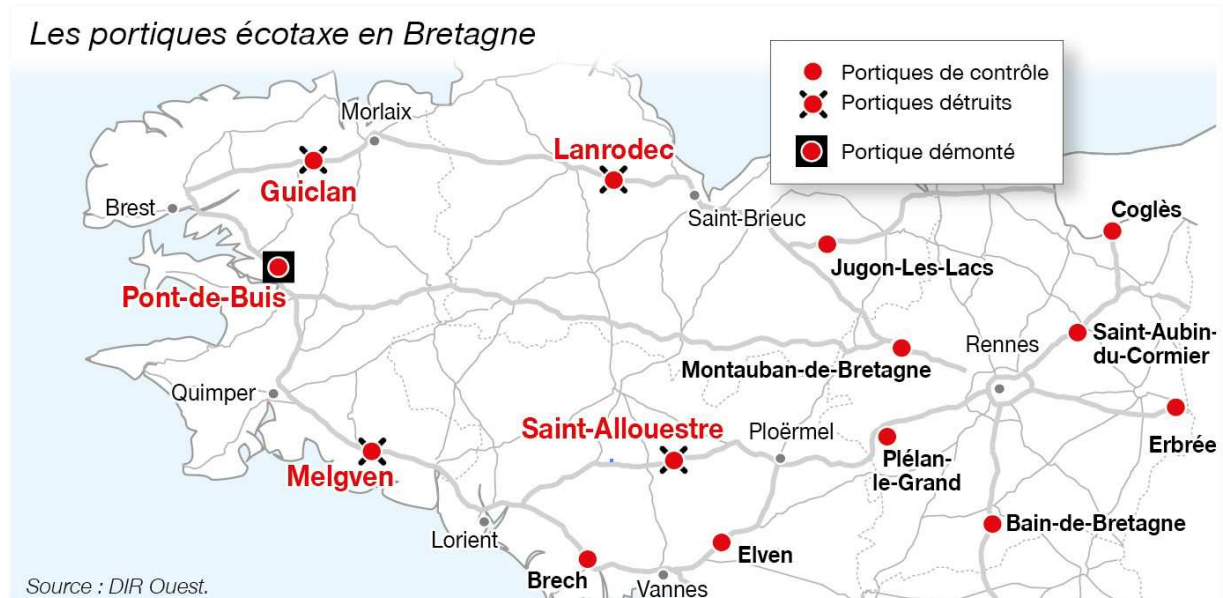 Les portiques écotaxe en Bretagne
Portiques de contrôle
Portiques détruits
Portique démonté
Morlaix
Lanrodec
Guiclan
Brest
Saint-Brieuc
Coglès
Jugon-Les-Lacs
Pont-de-Buis
Saint-Aubin-
du-Cormier
Rennes
Montauban-de-Bretagne
Quimper
Saint-Allouestre
Ploërmel
Erbrée
Plélan-
le-Grand
Melgven
Bain-de-Bretagne
Lorient
Elven
Brech
Vannes
Source : DIR Ouest.